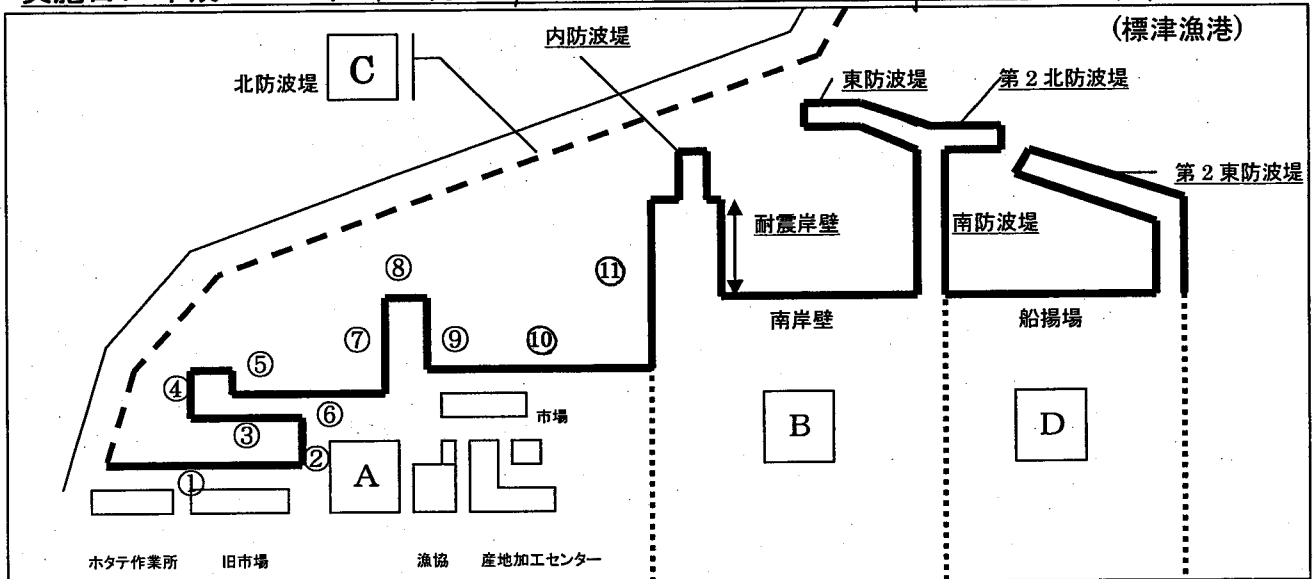 (標津漁港)
内防波堤
北防波堤
C
東防波堤
第2北防波堤
第2東防波堤
耐震岸壁
南防波堤
⑧
⑪
南岸壁
船揚場
⑦
⑨
⑩
⑤
④
⑥
市場
③
②
①
A
B
D
ホタテ作業所
旧市場
漁協
産地加工センター